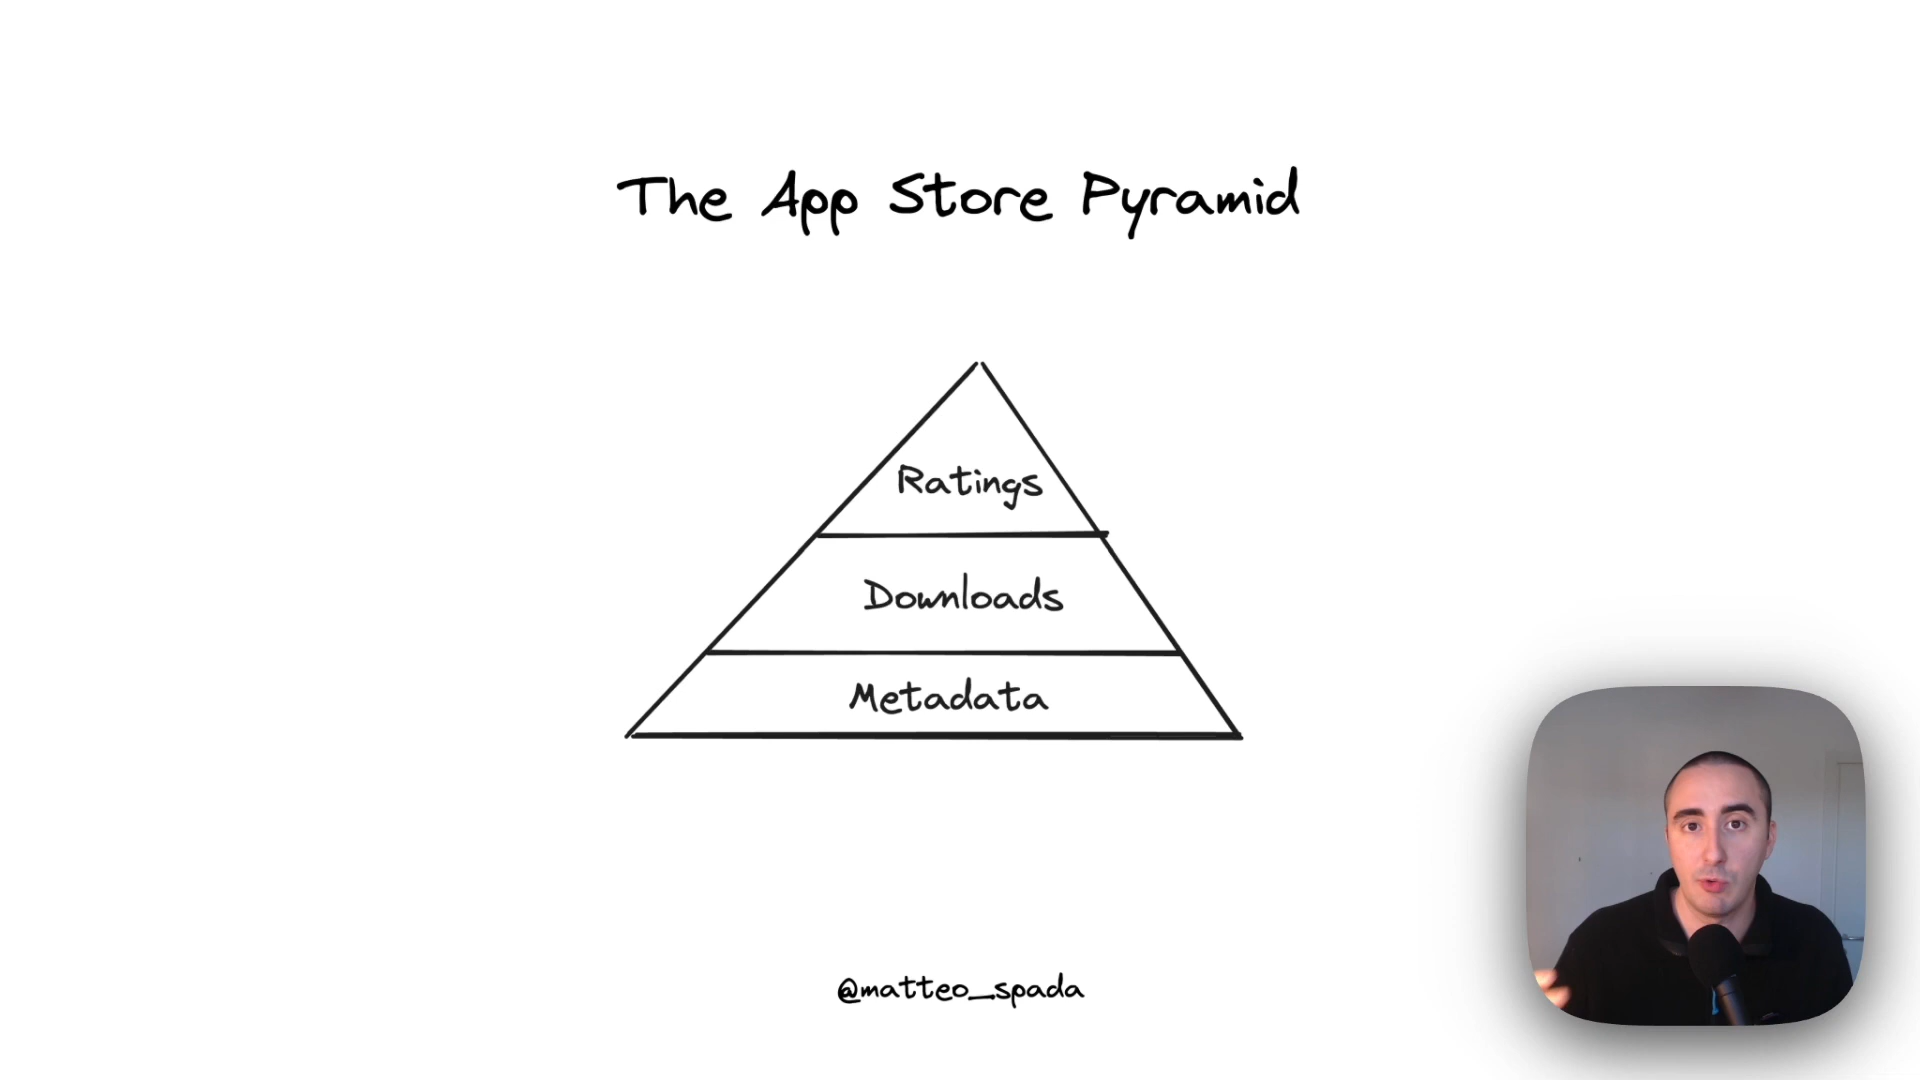 The App Store Pyramid
Ratings
Downloads
Metadata
@matteo_spada